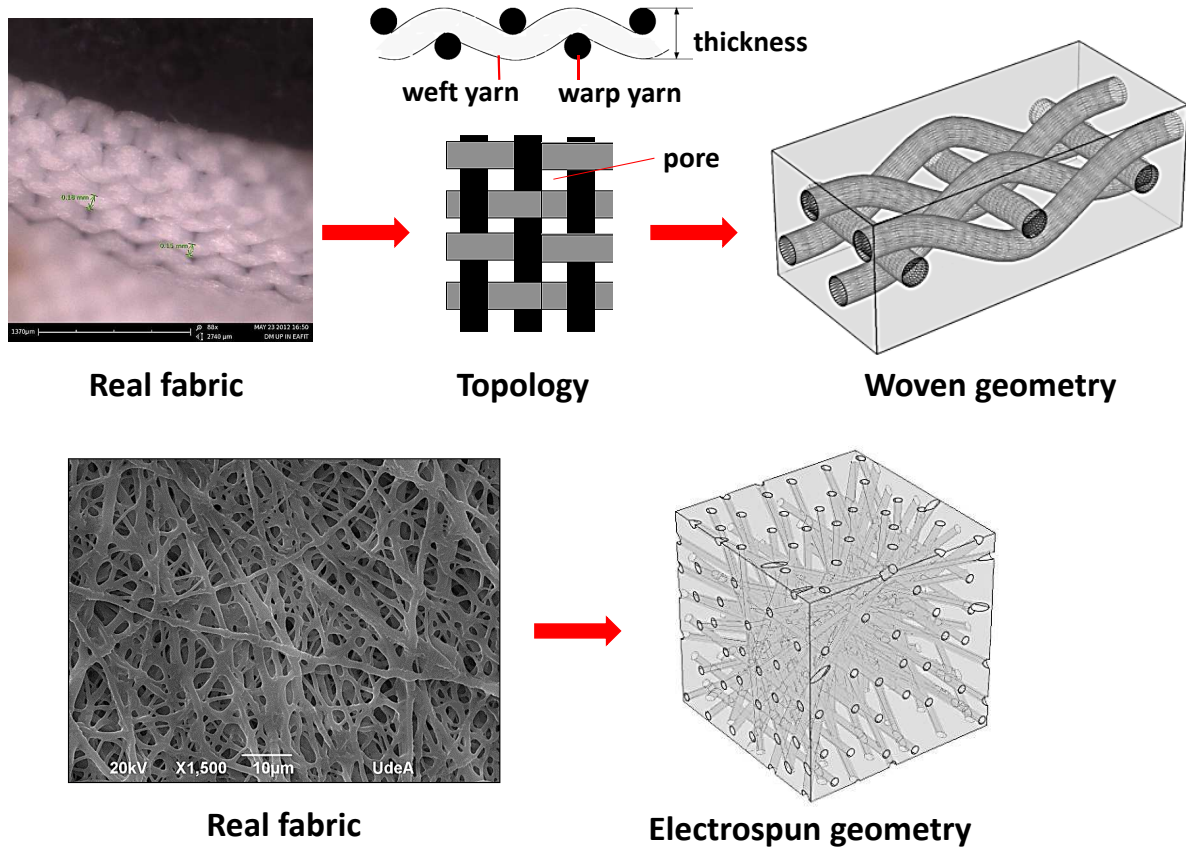 thickness
weft yarn
warp yarn
pore
0.18 mm
0.15 mm
1370µm
88x
2740 µm
MAY 23 2012 16:50
DM UP IN EAFIT
Real fabric
Topology
Woven geometry
20kV
X1,500
10µm
UdeA
Real fabric
Electrospun geometry